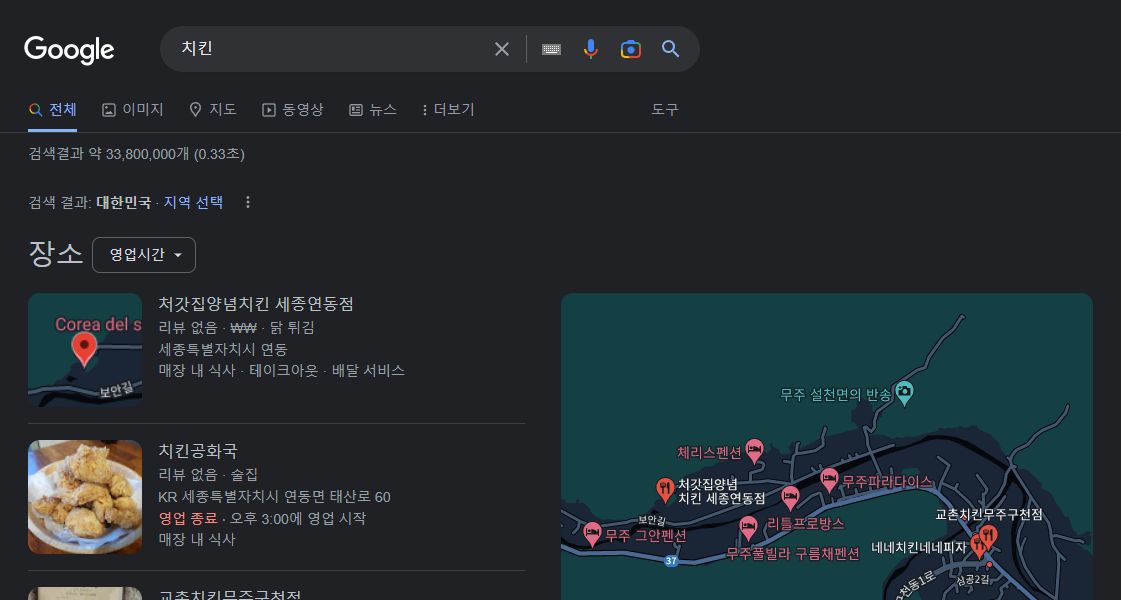 Google
치킨
전체
이미지
지도
동영상
뉴스
더보기
도구
검색결과 약 33,800,000개 (0.33초)
검색 결과: 대한민국 · 지역 선택
장소
영업시간
Corea del s
보안길
처갓집양념치킨 세종연동점
리뷰 없음 · ₩₩ · 닭 튀김
세종특별자치시 연동
매장 내 식사 · 테이크아웃 · 배달 서비스
치킨공화국
리뷰 없음 · 술집
KR 세종특별자치시 연동면 태산로 60
영업 종료 · 오후 3:00에 영업 시작
매장 내 식사
교촌치킨무주구천점
무주 설천면의 반송
체리스펜션
처갓집양념
치킨 세종연동점
무주파라다이스
보안길
리틀프로방스
무주 그안펜션
무주풀빌라 구름채펜션
37
교촌치킨무주구천점
네네치킨네네피자
삼공2길
구천동1로